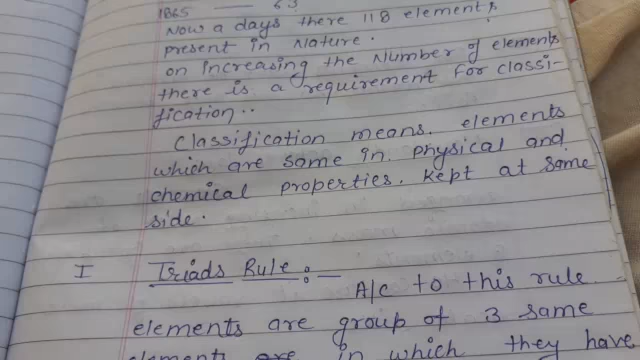 1865 — 63
Now a days there 118 elements
present in Nature.
on increasing the Number of elements
there is a requirement for classi-
fication..
Classification means. elements
which are same in physical and
chemical properties. Kept at same
side.
I Triads Rule :-
A/c to this rule
elements are group of 3 same
elements are in which they have